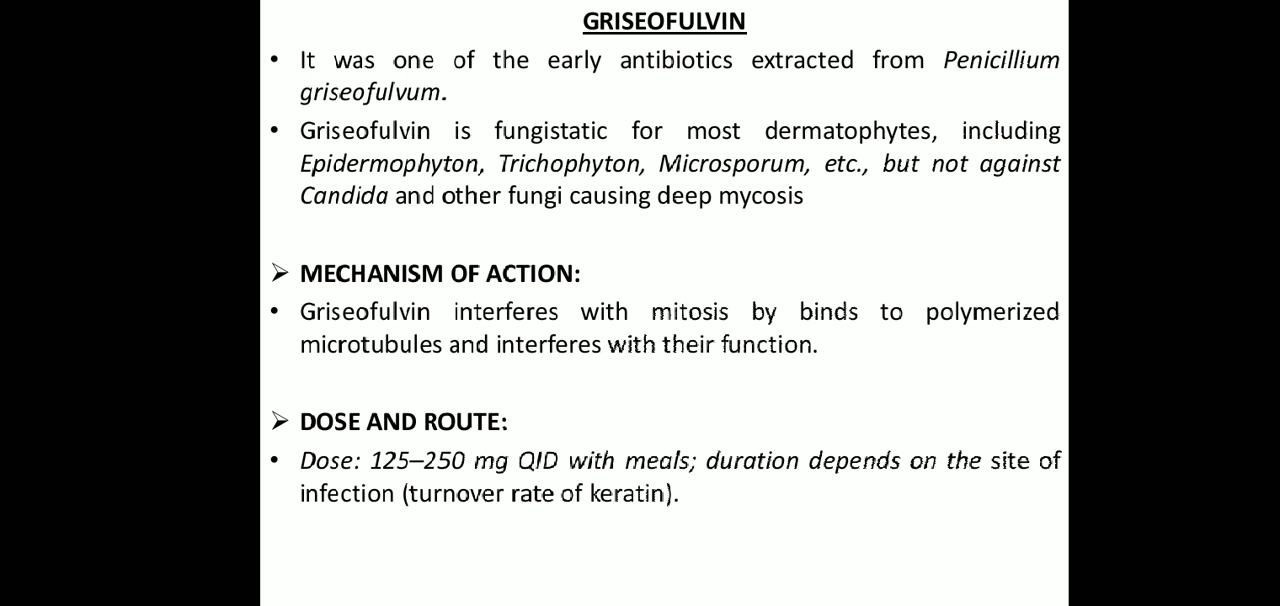 GRISEOFULVIN
• It was one of the early antibiotics extracted from Penicillium
griseofulvum.
• Griseofulvin is fungistatic for most dermatophytes, including
Epidermophyton, Trichophyton, Microsporum, etc., but not against
Candida and other fungi causing deep mycosis
➢ MECHANISM OF ACTION:
• Griseofulvin interferes with mitosis by binds to polymerized
microtubules and interferes with their function.
➢ DOSE AND ROUTE:
• Dose: 125–250 mg QID with meals; duration depends on the site of
infection (turnover rate of keratin).